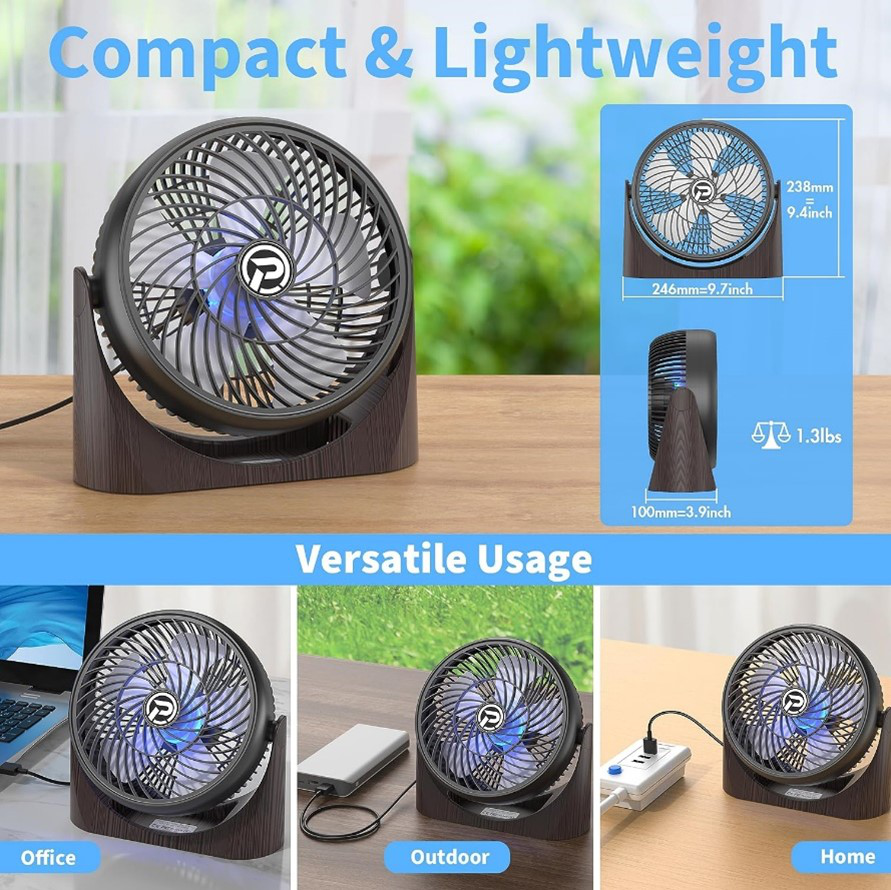 Compact & Lightweight
238mm
=
9.4inch
246mm=9.7inch
1.3lbs
100mm=3.9inch
Versatile Usage
Office
Outdoor
Home